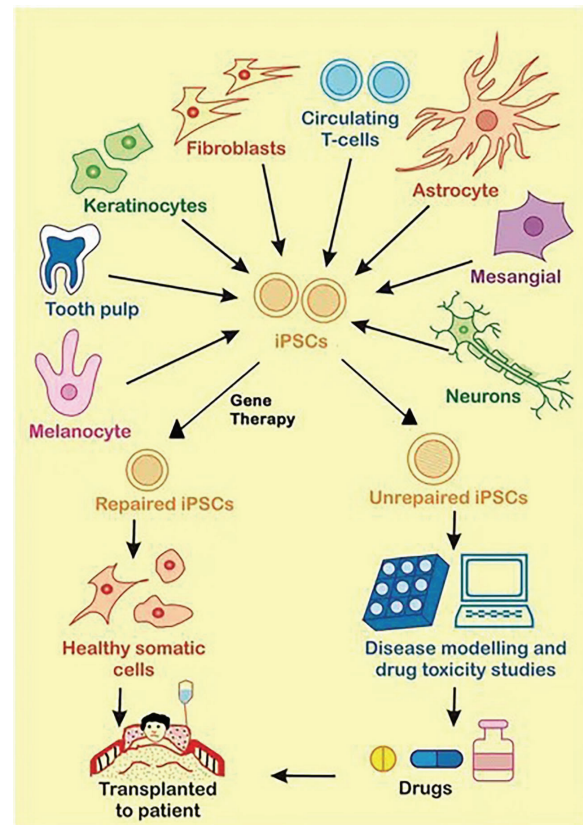 Fibroblasts
Circulating
T-cells
Astrocyte
Keratinocytes
Mesangial
Tooth pulp
iPSCs
Neurons
Melanocyte
Gene
Therapy
Repaired iPSCs
Unrepaired iPSCs
Healthy somatic
cells
Disease modelling and
drug toxicity studies
Transplanted
to patient
Drugs